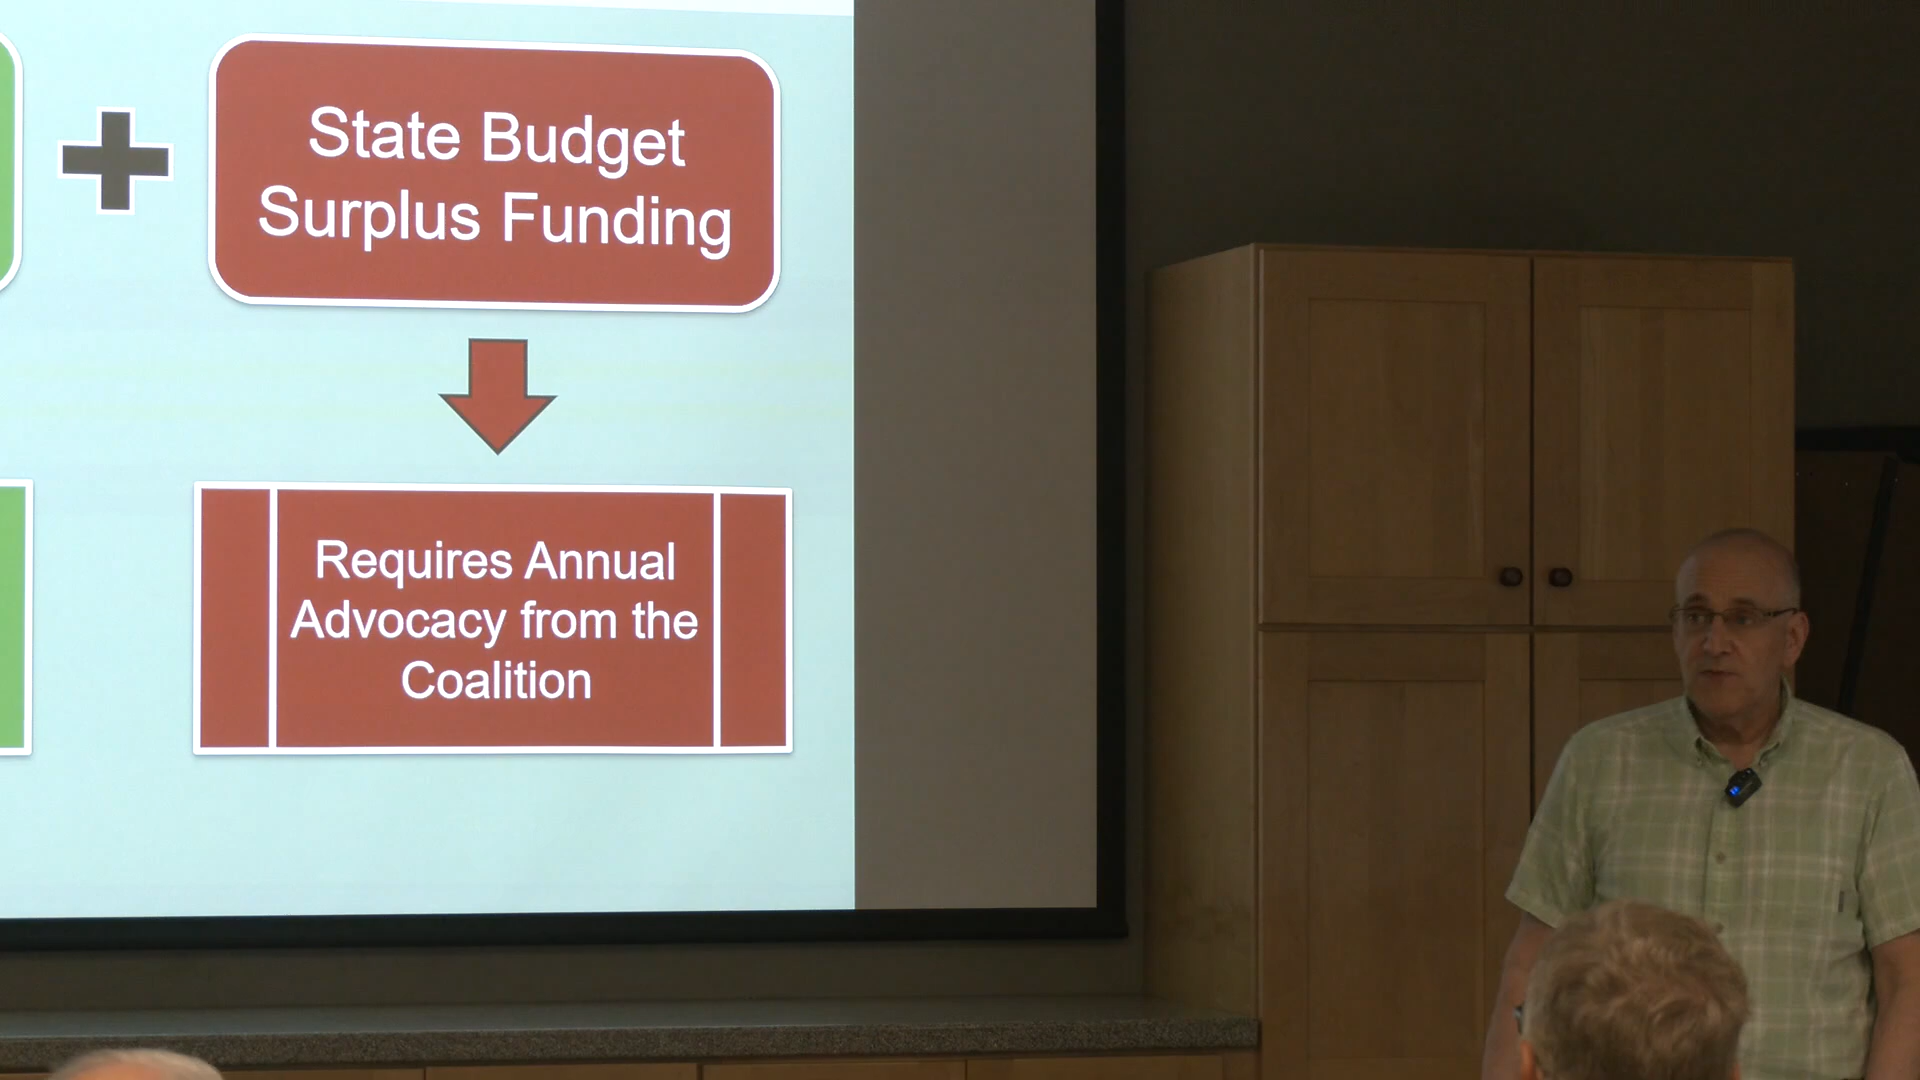 State Budget
Surplus Funding
Requires Annual
Advocacy from the
Coalition